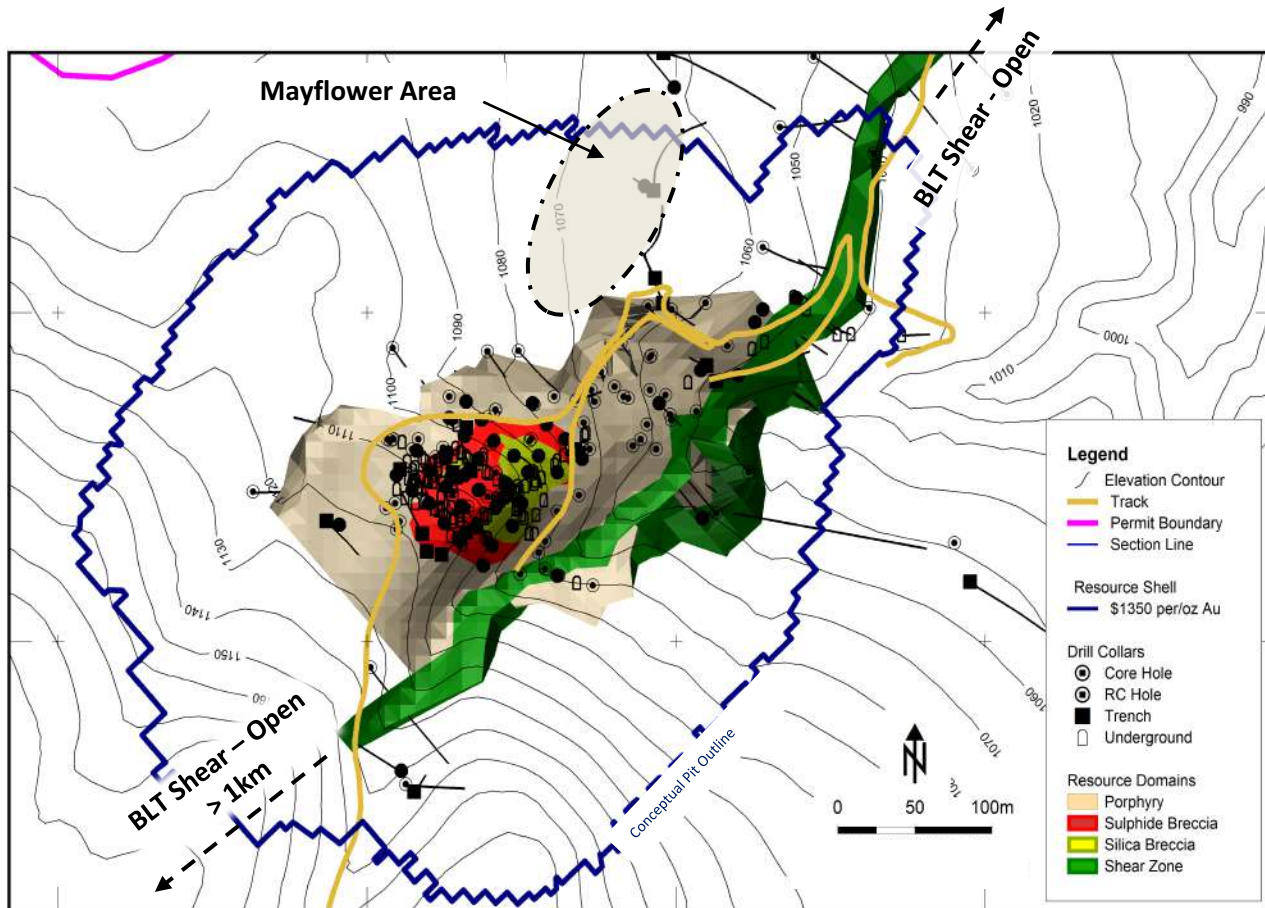 BLT Shear - Open
Mayflower Area
1020
990
1050
1070
1060
1080
1090
1000
1100
1010
1110
1130
1140
1150
1060
1070
BLT Shear – Open
> 1km
Conceptual Pit Outline
N
0 50 100m
Legend
Elevation Contour
Track
Permit Boundary
Section Line
Resource Shell
$1350 per/oz Au
Drill Collars
Core Hole
RC Hole
Trench
Underground
Resource Domains
Porphyry
Sulphide Breccia
Silica Breccia
Shear Zone